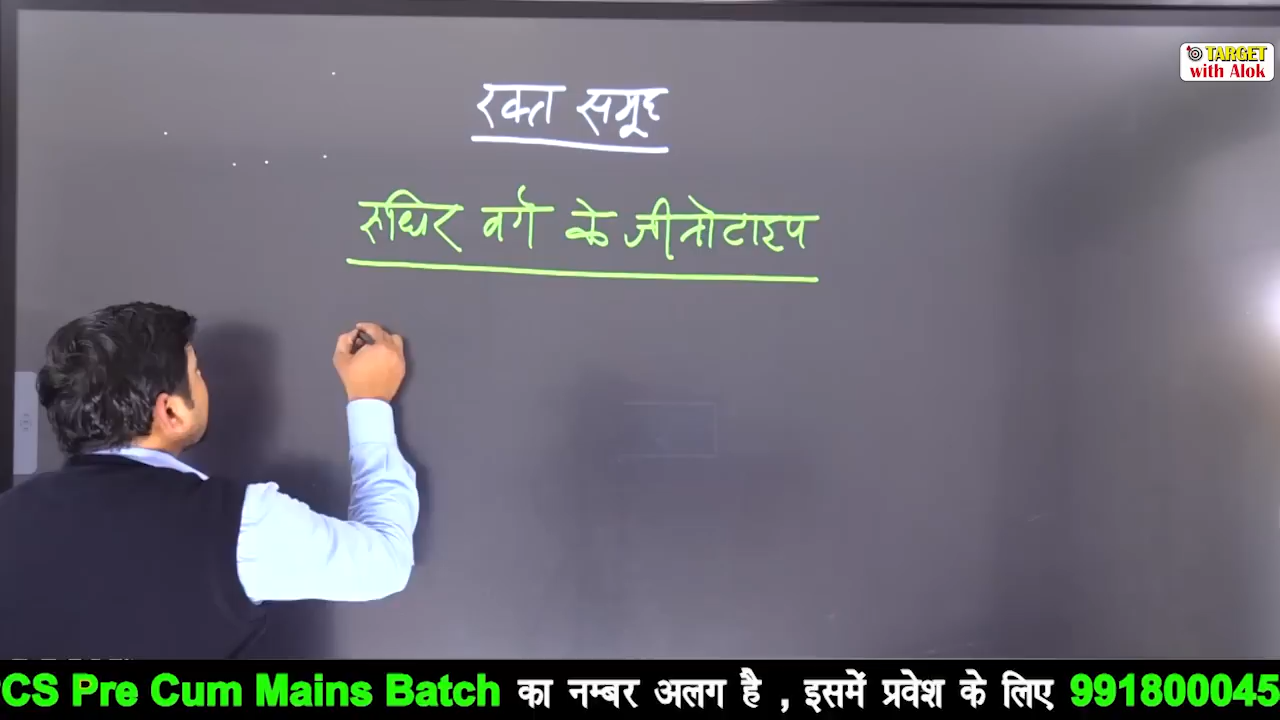 TARGET
with Alok
रक्त समूह
रुधिर वर्ग के जीनोटाइप
CS Pre Cum Mains Batch का नम्बर अलग है , इसमें प्रवेश के लिए 991800045